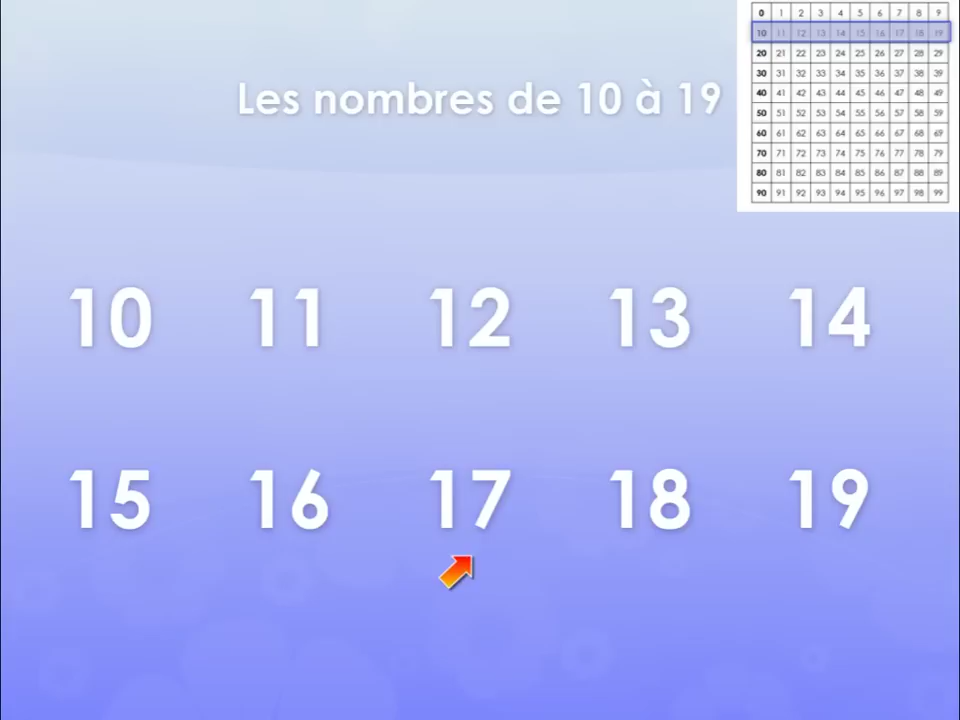 Les nombres de 10 à 19
0 1 2 3 4 5 6 7 8 9
10 11 12 13 14 15 16 17 18 19
20 21 22 23 24 25 26 27 28 29
30 31 32 33 34 35 36 37 38 39
40 41 42 43 44 45 46 47 48 49
50 51 52 53 54 55 56 57 58 59
60 61 62 63 64 65 66 67 68 69
70 71 72 73 74 75 76 77 78 79
80 81 82 83 84 85 86 87 88 89
90 91 92 93 94 95 96 97 98 99
10 11 12 13 14
15 16 17 18 19